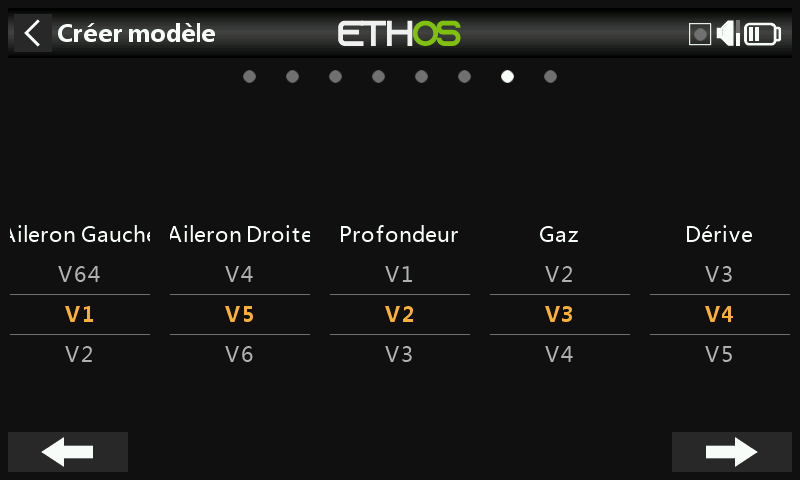 Créer modèle
ETHOS
Aileron Gauche Aileron Droite Profondeur Gaz Dérive
V64 V4 V1 V2 V3
V1 V5 V2 V3 V4
V2 V6 V3 V4 V5